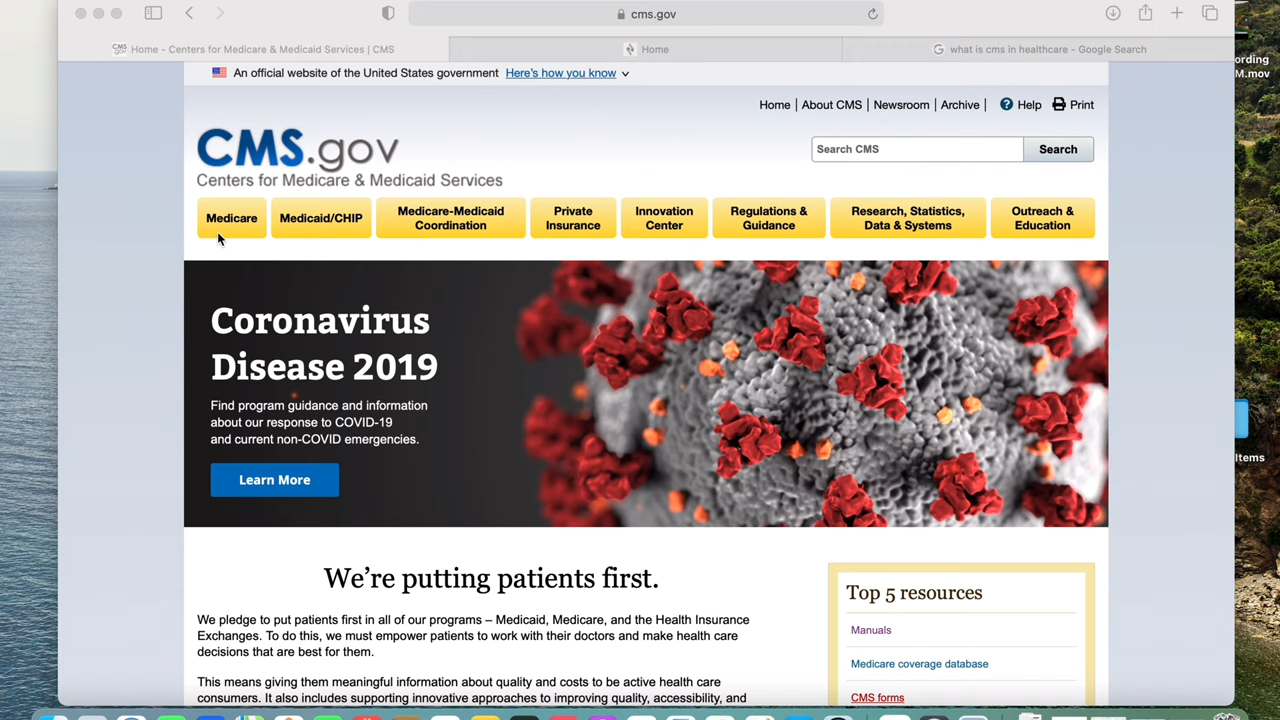 cms.gov
CMS gov Home - Centers for Medicare & Medicaid Services | CMS
Home
what is cms in healthcare - Google Search
ording
M.mov
An official website of the United States government Here's how you know
Home | About CMS | Newsroom | Archive | ? Help Print
CMS.gov
Centers for Medicare & Medicaid Services
Search CMS
Search
Medicare
Medicaid/CHIP
Medicare-Medicaid
Coordination
Private
Insurance
Innovation
Center
Regulations &
Guidance
Research, Statistics,
Data & Systems
Outreach &
Education
Coronavirus
Disease 2019
Find program guidance and information
about our response to COVID-19
and current non-COVID emergencies.
Learn More
Items
We're putting patients first.
We pledge to put patients first in all of our programs – Medicaid, Medicare, and the Health Insurance
Exchanges. To do this, we must empower patients to work with their doctors and make health care
decisions that are best for them.
This means giving them meaningful information about quality and costs to be active health care
consumers. It also includes supporting innovative approaches to improving quality, accessibility, and
Top 5 resources
Manuals
Medicare coverage database
CMS forms